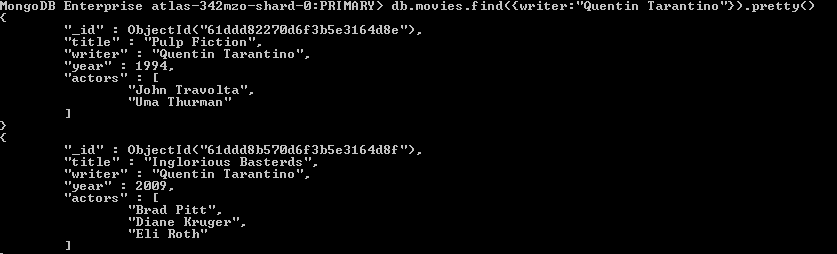 MongoDB Enterprise atlas-342mzo-shard-0:PRIMARY> db.movies.find({writer:"Quentin Tarantino"}).pretty()
{
        "_id" : ObjectId("61ddd82270d6f3b5e3164d8e"),
        "title" : "Pulp Fiction",
        "writer" : "Quentin Tarantino",
        "year" : 1994,
        "actors" : [
                "John Travolta",
                "Uma Thurman"
        ]
}
{
        "_id" : ObjectId("61ddd8b570d6f3b5e3164d8f"),
        "title" : "Inglorious Basterds",
        "writer" : "Quentin Tarantino",
        "year" : 2009,
        "actors" : [
                "Brad Pitt",
                "Diane Kruger",
                "Eli Roth"
        ]